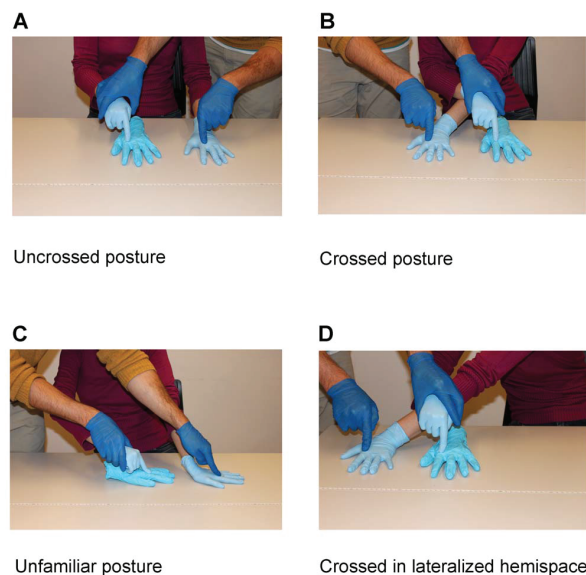 A
B
Uncrossed posture
Crossed posture
C
D
Unfamiliar posture
Crossed in lateralized hemispace